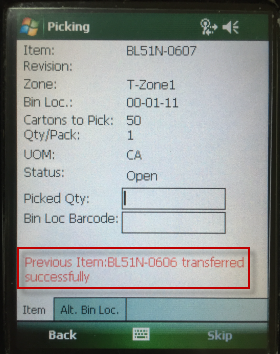 Picking
Item: BL51N-0607
Revision:
Zone: T-Zone1
Bin Loc.: 00-01-11
Cartons to Pick: 50
Qty/Pack: 1
UOM: CA
Status: Open
Picked Qty:
Bin Loc Barcode:
Previous Item:BL51N-0606 transferred
successfully
Item Alt. Bin Loc.
Back Skip